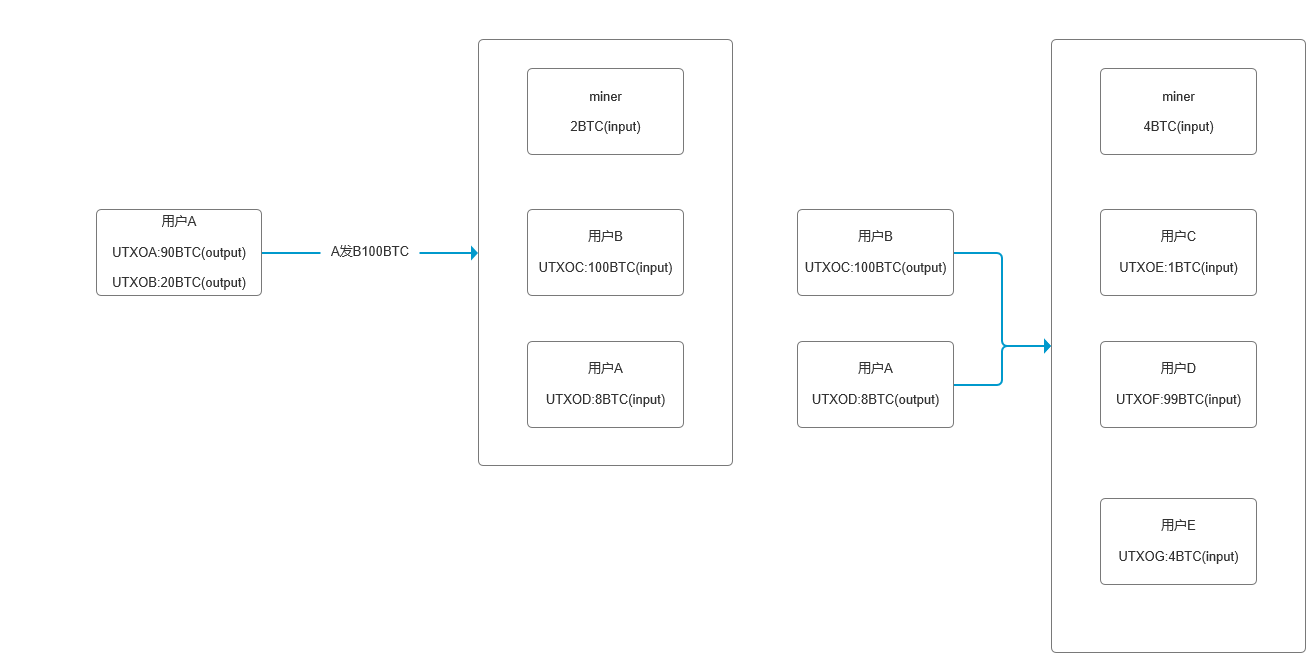 用户A
UTXOA:90BTC(output)
UTXOB:20BTC(output)
A发B100BTC
miner
2BTC(input)
用户B
UTXOC:100BTC(input)
用户A
UTXOD:8BTC(input)
用户B
UTXOC:100BTC(output)
用户A
UTXOD:8BTC(output)
miner
4BTC(input)
用户C
UTXOE:1BTC(input)
用户D
UTXOF:99BTC(input)
用户E
UTXOG:4BTC(input)